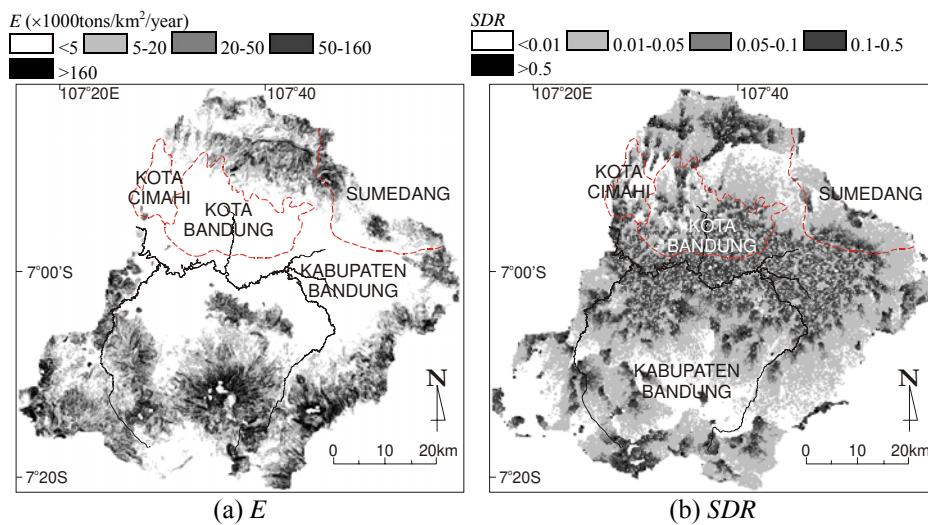 E (×1000tons/km²/year)
<5 5-20 20-50 50-160
>160
107°20E 107°40E
KOTA
CIMAHI
SUMEDANG
KOTA
BANDUNG
7°00'S
KABUPATEN
BANDUNG
N
0 10 20km
7°20S
(a) E
SDR
<0.01 0.01-0.05 0.05-0.1 0.1-0.5
>0.5
107°20E 107°40E
KOTA
CIMAHI
SUMEDANG
KOTA
BANDUNG
7°00'S
KABUPATEN
BANDUNG
N
0 10 20km
7°20S
(b) SDR